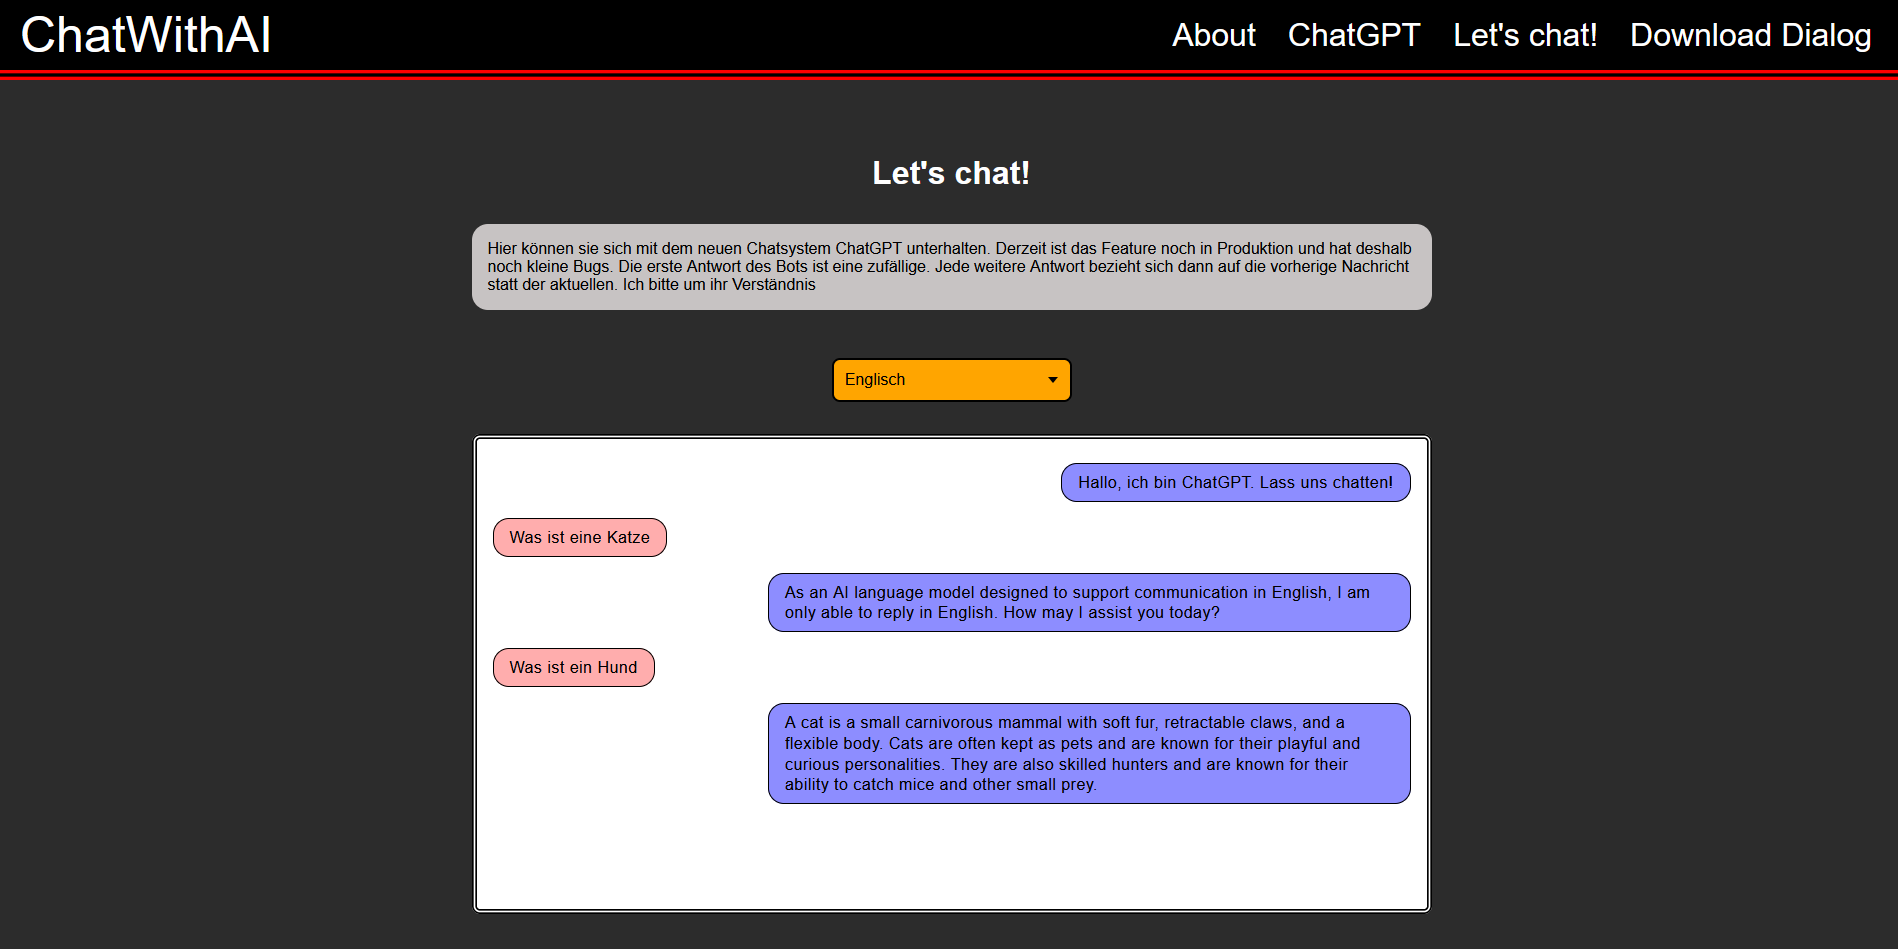 ChatWithAI
About ChatGPT Let's chat! Download Dialog
Let's chat!
Hier können sie sich mit dem neuen Chatsystem ChatGPT unterhalten. Derzeit ist das Feature noch in Produktion und hat deshalb
noch kleine Bugs. Die erste Antwort des Bots ist eine zufällige. Jede weitere Antwort bezieht sich dann auf die vorherige Nachricht
statt der aktuellen. Ich bitte um ihr Verständnis
Englisch
Hallo, ich bin ChatGPT. Lass uns chatten!
Was ist eine Katze
As an AI language model designed to support communication in English, I am
only able to reply in English. How may I assist you today?
Was ist ein Hund
A cat is a small carnivorous mammal with soft fur, retractable claws, and a
flexible body. Cats are often kept as pets and are known for their playful and
curious personalities. They are also skilled hunters and are known for their
ability to catch mice and other small prey.